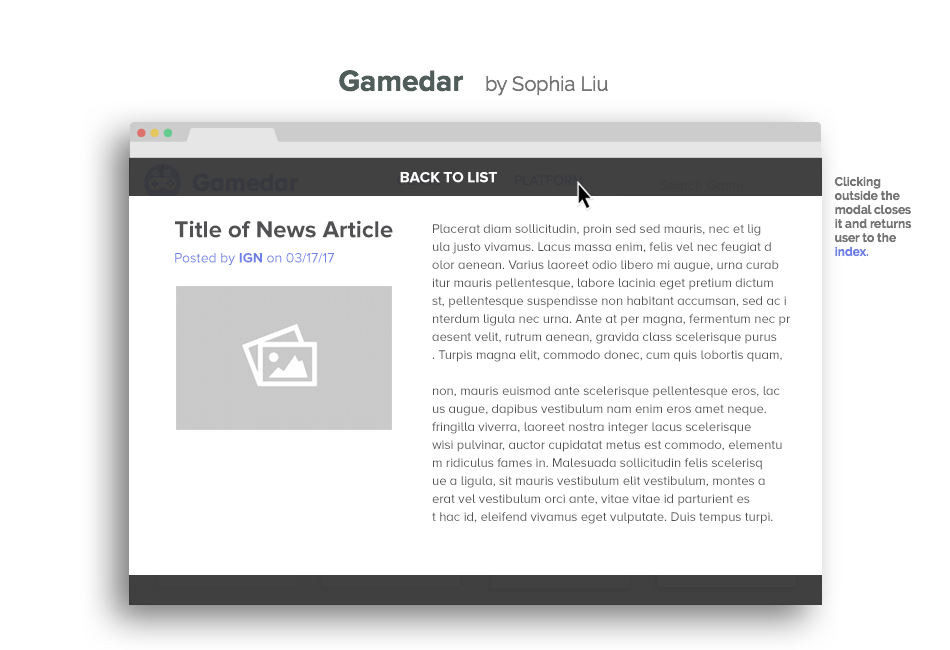 Gamedar by Sophia Liu
Gamedar
BACK TO LIST
PLATFORM
Search Game
Clicking
outside the
modal closes
it and returns
user to the
index.
Title of News Article
Posted by IGN on 03/17/17
Placerat diam sollicitudin, proin sed sed mauris, nec et lig
ula justo vivamus. Lacus massa enim, felis vel nec feugiat d
olor aenean. Varius laoreet odio libero mi augue, urna curab
itur mauris pellentesque, labore lacinia eget pretium dictum
st, pellentesque suspendisse non habitant accumsan, sed ac i
nterdum ligula nec urna. Ante at per magna, fermentum nec pr
aesent velit, rutrum aenean, gravida class scelerisque purus
. Turpis magna elit, commodo donec, cum quis lobortis quam,
non, mauris euismod ante scelerisque pellentesque eros, lac
us augue, dapibus vestibulum nam enim eros amet neque.
fringilla viverra, laoreet nostra integer lacus scelerisque
wisi pulvinar, auctor cupidatat metus est commodo, elementu
m ridiculus fames in. Malesuada sollicitudin felis scelerisq
ue a ligula, sit mauris vestibulum elit vestibulum, montes a
erat vel vestibulum orci ante, vitae vitae id parturient es
t hac id, eleifend vivamus eget vulputate. Duis tempus turpi.